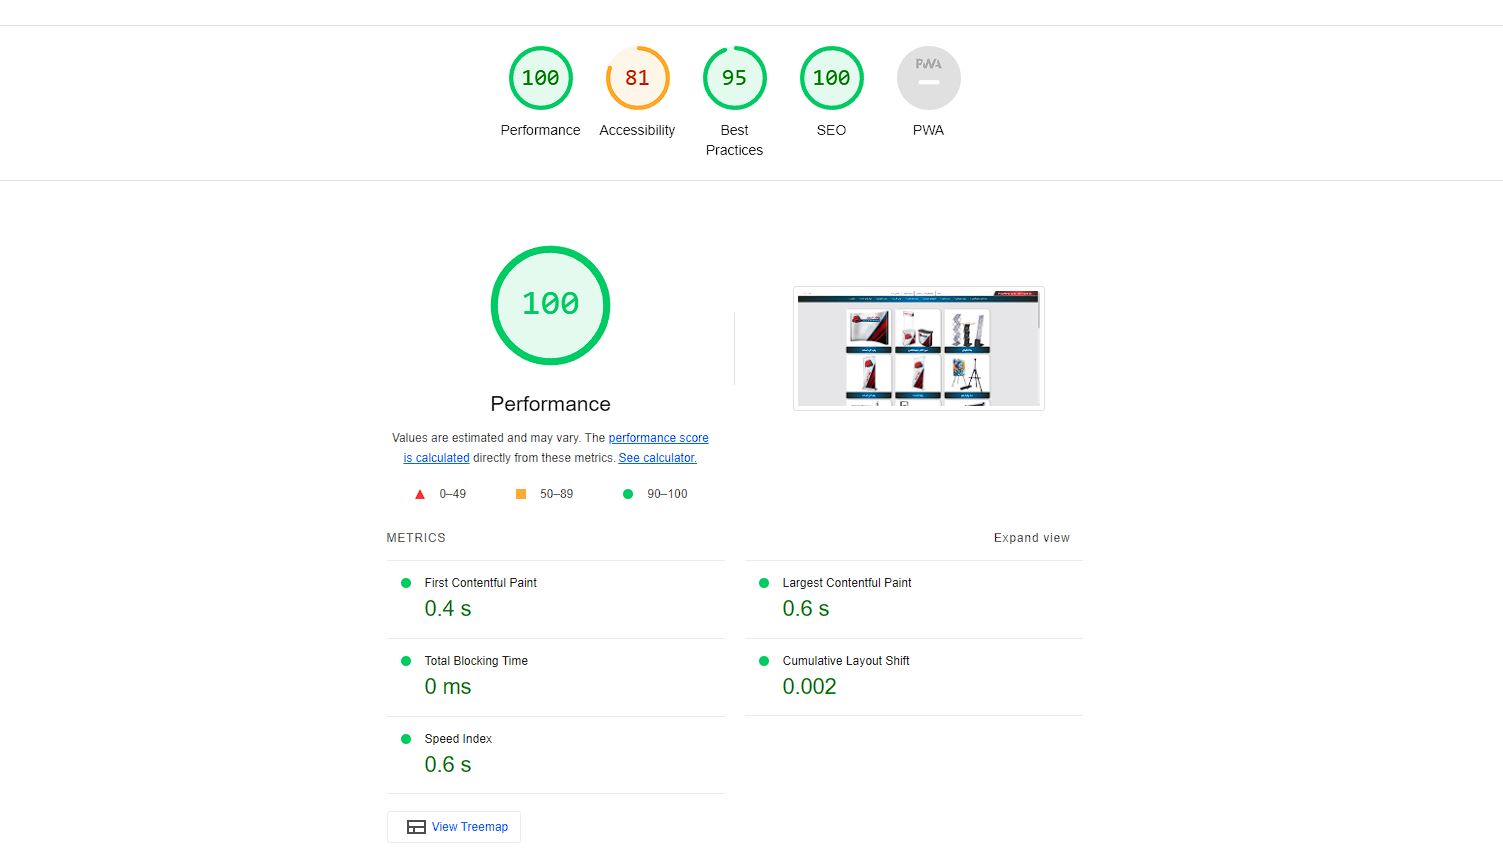 100
81
95
100
PWA
Performance
Accessibility
Best
Practices
SEO
PWA
100
Performance
Values are estimated and may vary. The performance score
is calculated directly from these metrics. See calculator.
0–49
50–89
90–100
METRICS
Expand view
First Contentful Paint
0.4 s
Largest Contentful Paint
0.6 s
Total Blocking Time
0 ms
Cumulative Layout Shift
0.002
Speed Index
0.6 s
View Treemap